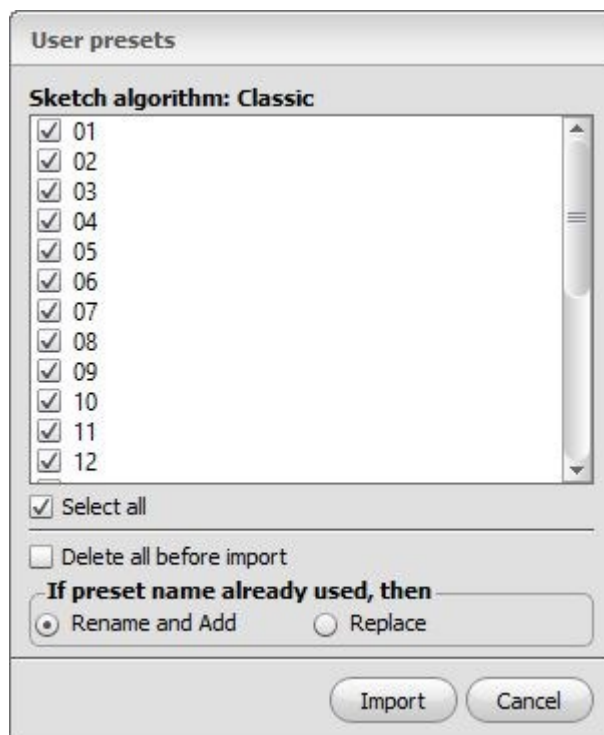 User presets
Sketch algorithm: Classic
01
02
03
04
05
06
07
08
09
10
11
12
Select all
Delete all before import
If preset name already used, then
Rename and Add Replace
Import Cancel